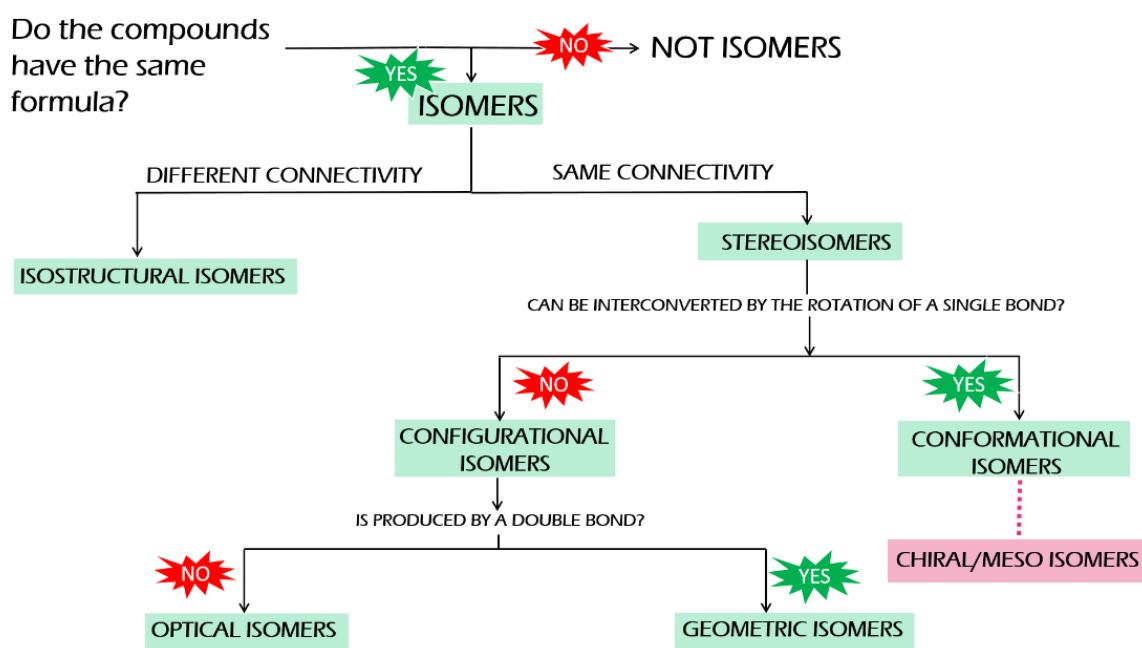 Do the compounds
have the same
formula?
NO
NOT ISOMERS
YES
ISOMERS
DIFFERENT CONNECTIVITY
SAME CONNECTIVITY
STEREOISOMERS
ISOSTRUCTURAL ISOMERS
CAN BE INTERCONVERTED BY THE ROTATION OF A SINGLE BOND?
NO
YES
CONFIGURATIONAL
ISOMERS
CONFORMATIONAL
ISOMERS
IS PRODUCED BY A DOUBLE BOND?
CHIRAL/MESO ISOMERS
NO
YES
OPTICAL ISOMERS
GEOMETRIC ISOMERS